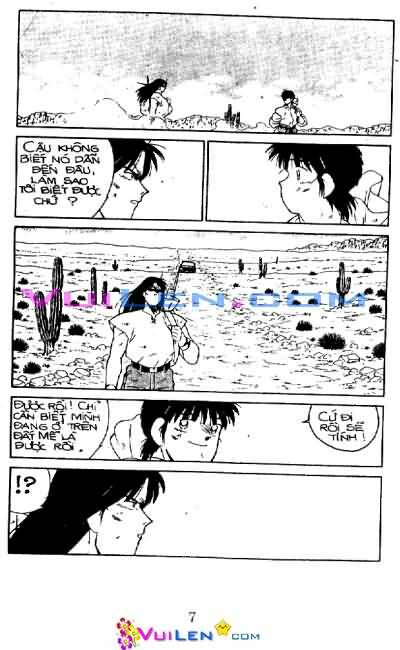 CẬU KHÔNG
BIẾT NÓ DẪN
ĐẾN ĐÂU,
LÀM SAO
TÔI BIẾT ĐƯỢC
CHỨ ?
VUILEN.COM
ĐƯỢC RỒI! CHỈ
CẦN BIẾT MÌNH
ĐANG Ở TRÊN
ĐẤT MỄ LÀ
ĐƯỢC RỒI.
CỨ ĐI
RỒI SẼ
TÍNH!
!?
7
VUILEN.COM